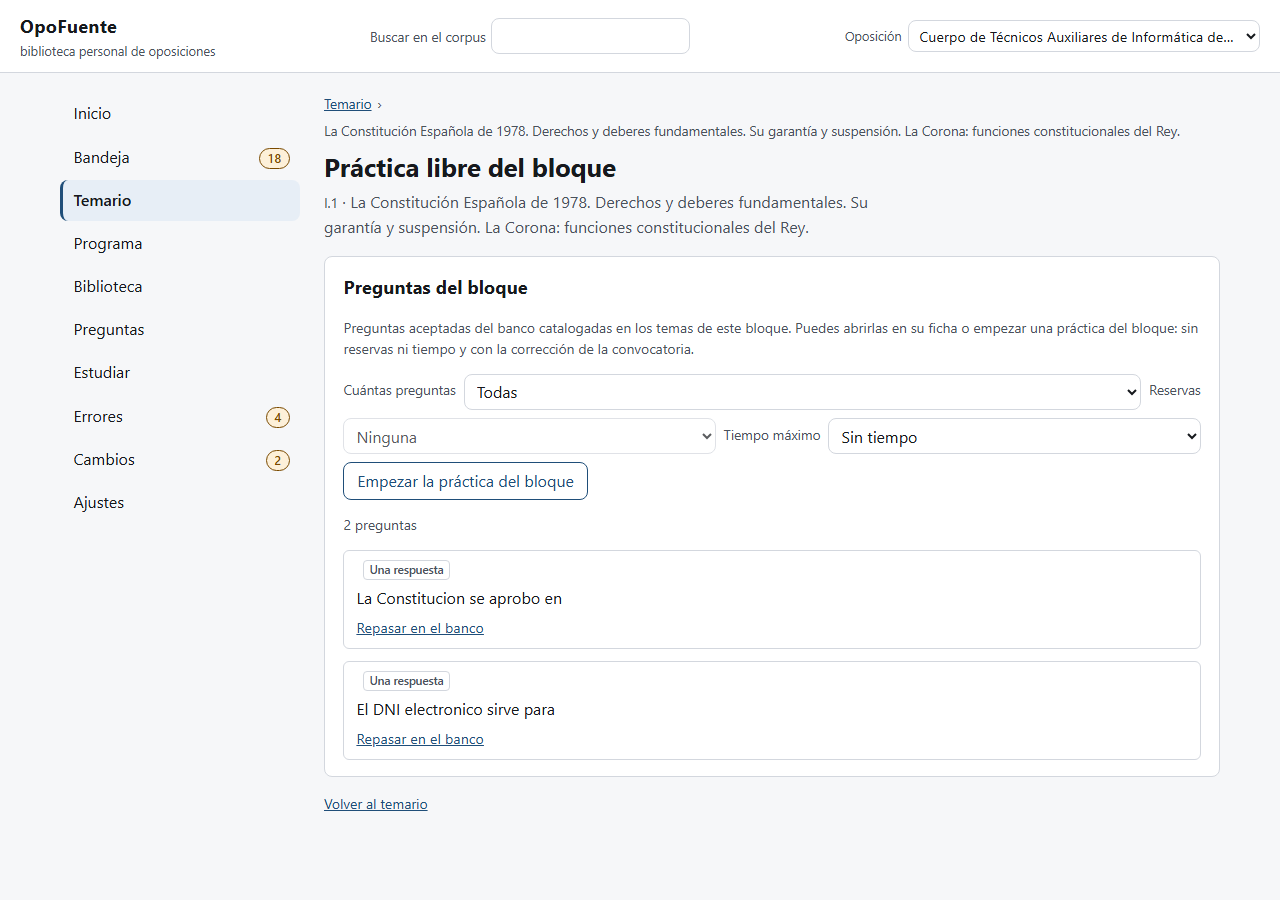 OpoFuente
biblioteca personal de oposiciones
Buscar en el corpus
Oposición
Cuerpo de Técnicos Auxiliares de Informática de...
Inicio
Bandeja 18
Temario
Programa
Biblioteca
Preguntas
Estudiar
Errores 4
Cambios 2
Ajustes
Temario ›
La Constitución Española de 1978. Derechos y deberes fundamentales. Su garantía y suspensión. La Corona: funciones constitucionales del Rey.
Práctica libre del bloque
I.1 · La Constitución Española de 1978. Derechos y deberes fundamentales. Su
garantía y suspensión. La Corona: funciones constitucionales del Rey.
Preguntas del bloque
Preguntas aceptadas del banco catalogadas en los temas de este bloque. Puedes abrirlas en su ficha o empezar una práctica del bloque: sin
reservas ni tiempo y con la corrección de la convocatoria.
Cuántas preguntas Todas Reservas
Ninguna Tiempo máximo Sin tiempo
Empezar la práctica del bloque
2 preguntas
Una respuesta
La Constitucion se aprobo en
Repasar en el banco
Una respuesta
El DNI electronico sirve para
Repasar en el banco
Volver al temario